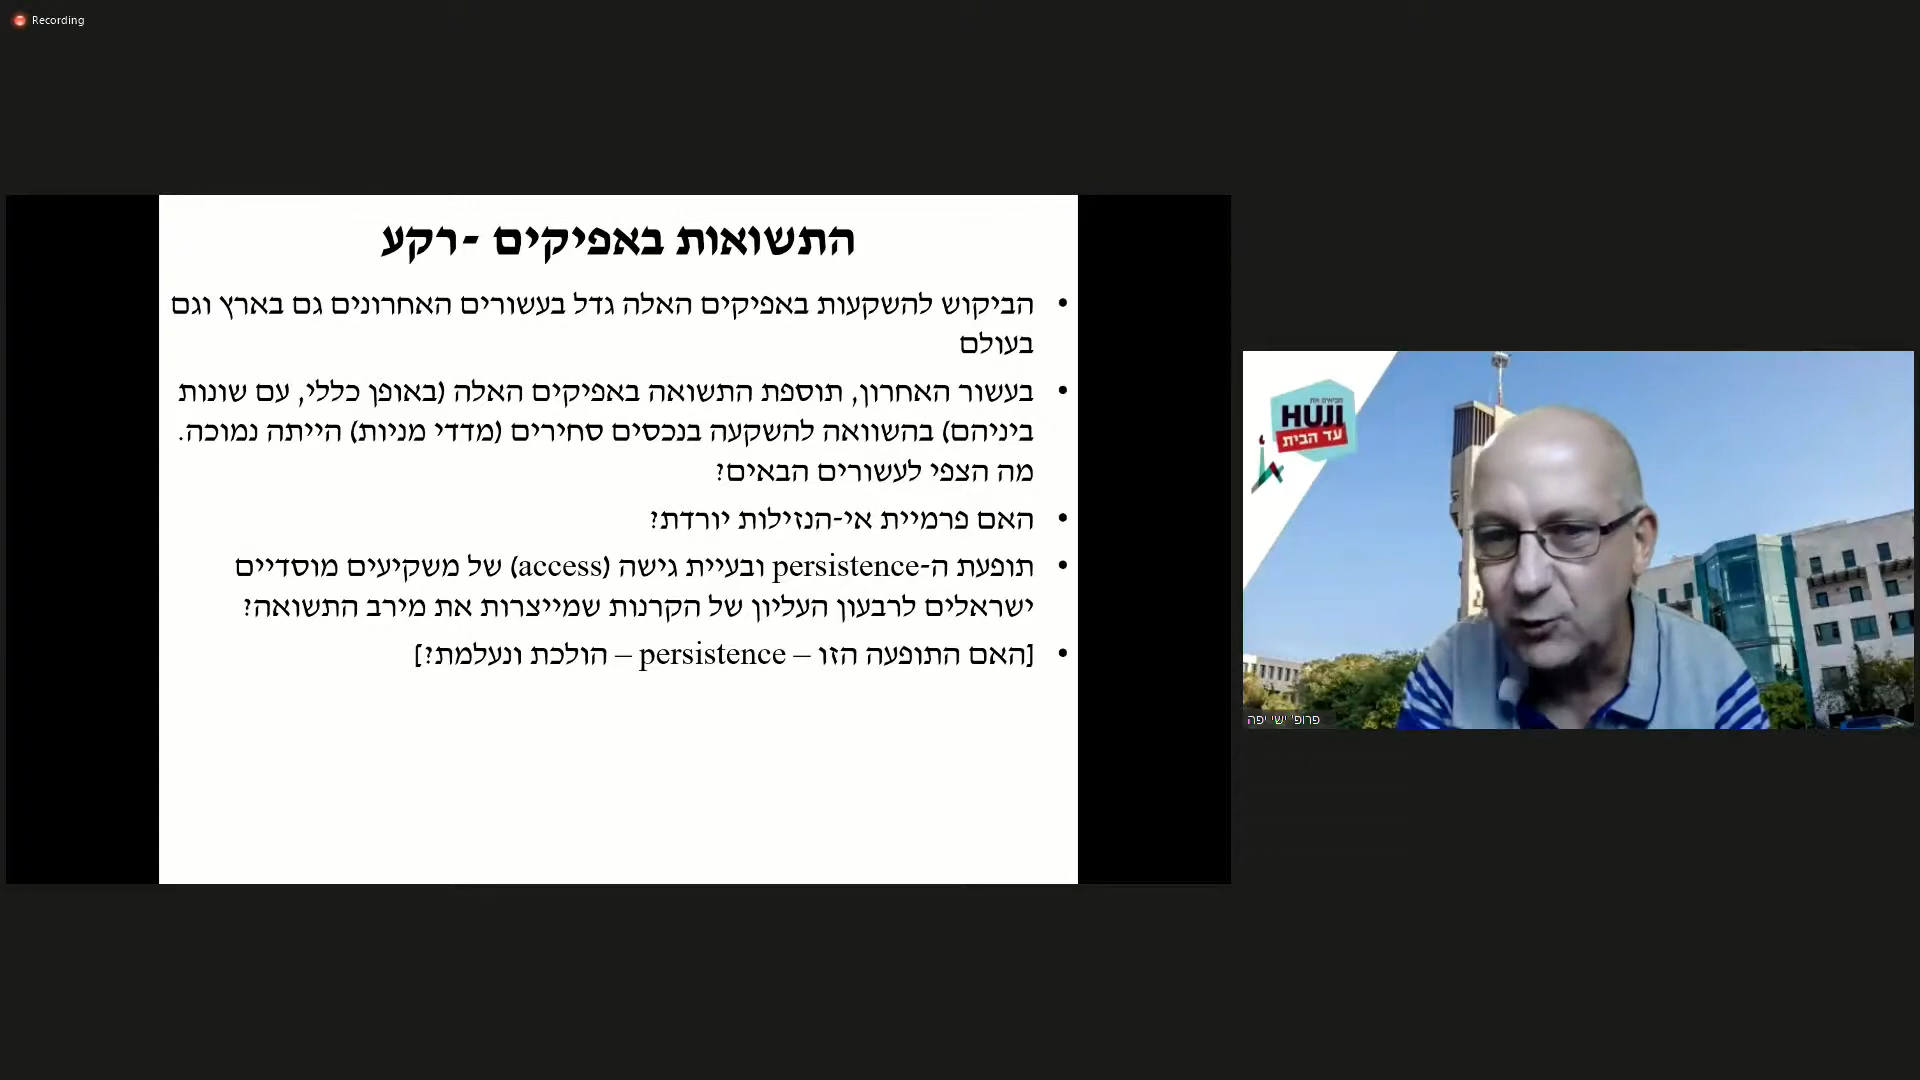 Recording
התשואות באפיקים -רקע
• הביקוש להשקעות באפיקים האלה גדל בעשורים האחרונים גם בארץ וגם
בעולם
• בעשור האחרון, תוספת התשואה באפיקים האלה (באופן כללי, עם שונות
ביניהם) בהשוואה להשקעה בנכסים סחירים (מדדי מניות) הייתה נמוכה.
מה הצפי לעשורים הבאים?
• האם פרמיית אי-הנזילות יורדת?
• תופעת ה-persistence ובעיית גישה (access) של משקיעים מוסדיים
ישראלים לרבעון העליון של הקרנות שמייצרות את מירב התשואה?
• [האם התופעה הזו – persistence – הולכת ונעלמת?]
מביאים את
HUJI
עד הבית
פרופ' ישי יפה